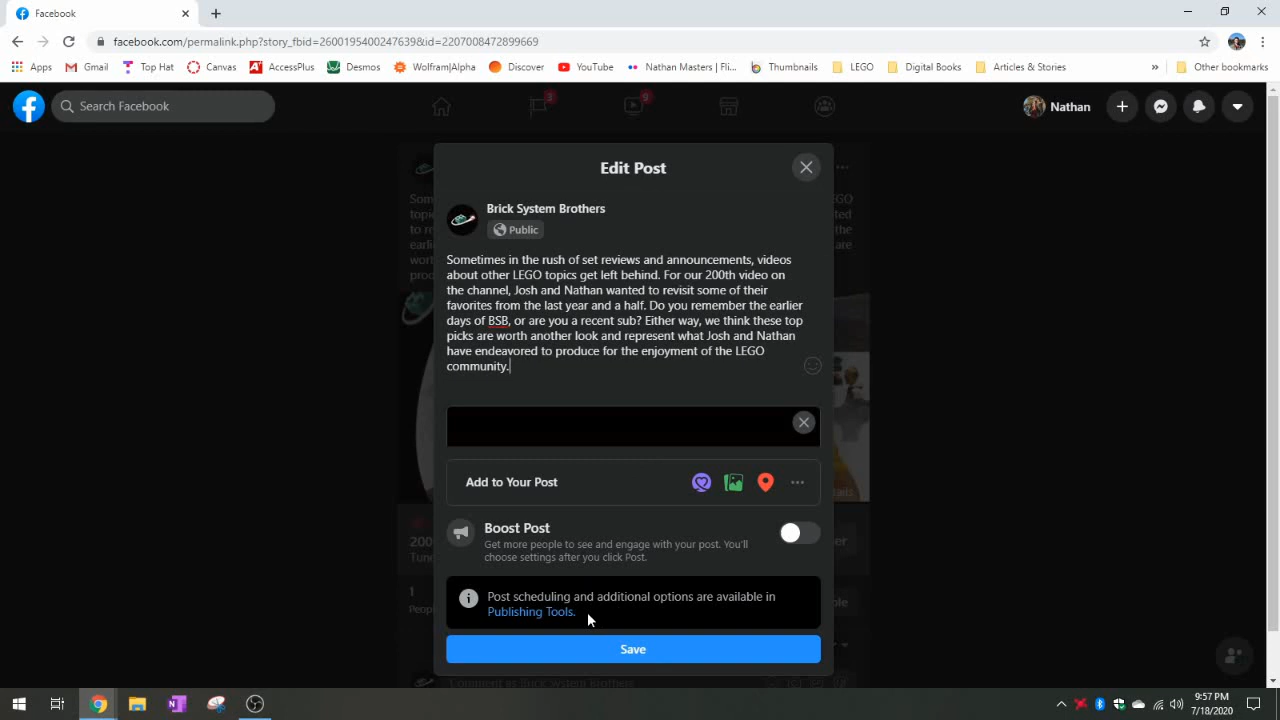 Facebook
facebook.com/permalink.php?story_fbid=2600195400247639&id=2207008472899669
Apps Gmail Top Hat Canvas AccessPlus Desmos Wolfram|Alpha Discover YouTube Nathan Masters | Fli... Thumbnails LEGO Digital Books Articles & Stories » Other bookmarks
Search Facebook
3
9
Nathan
Edit Post
Brick System Brothers
Public
Sometimes in the rush of set reviews and announcements, videos
about other LEGO topics get left behind. For our 200th video on
the channel, Josh and Nathan wanted to revisit some of their
favorites from the last year and a half. Do you remember the earlier
days of BSB, or are you a recent sub? Either way, we think these top
picks are worth another look and represent what Josh and Nathan
have endeavored to produce for the enjoyment of the LEGO
community.
Add to Your Post
Boost Post
Get more people to see and engage with your post. You'll
choose settings after you click Post.
Post scheduling and additional options are available in
Publishing Tools.
Save
Comment as Brick System Brothers
9:57 PM
7/18/2020